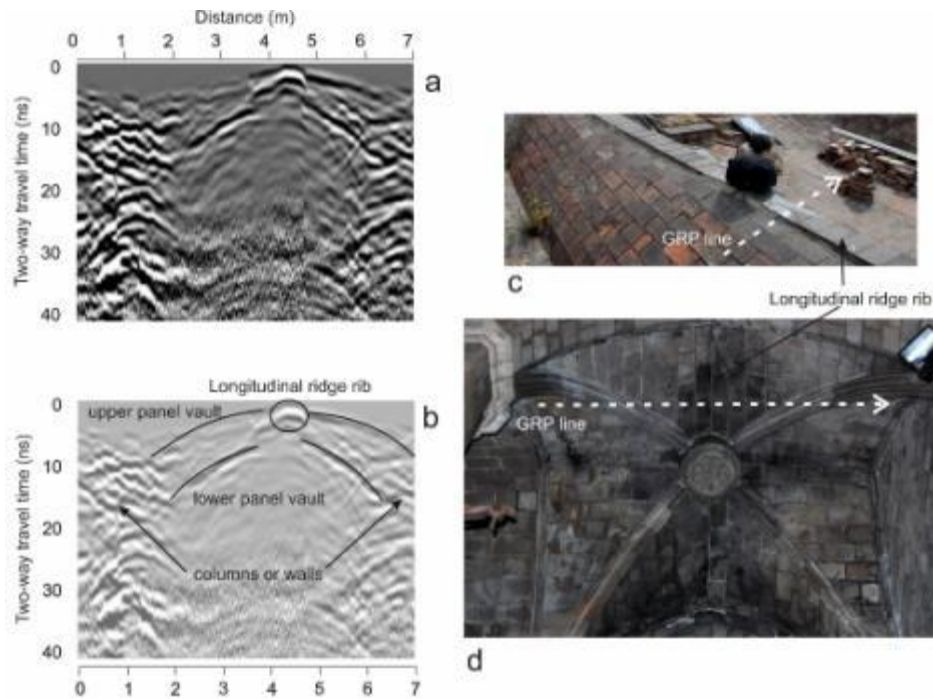 Distance (m)
0 1 2 3 4 5 6 7
0
10
20
30
40
Two-way travel time (ns)
a
Longitudinal ridge rib
upper panel vault
lower panel vault
columns or walls
0
10
20
30
40
Two-way travel time (ns)
0 1 2 3 4 5 6 7
b
GRP line
c
Longitudinal ridge rib
GRP line
d